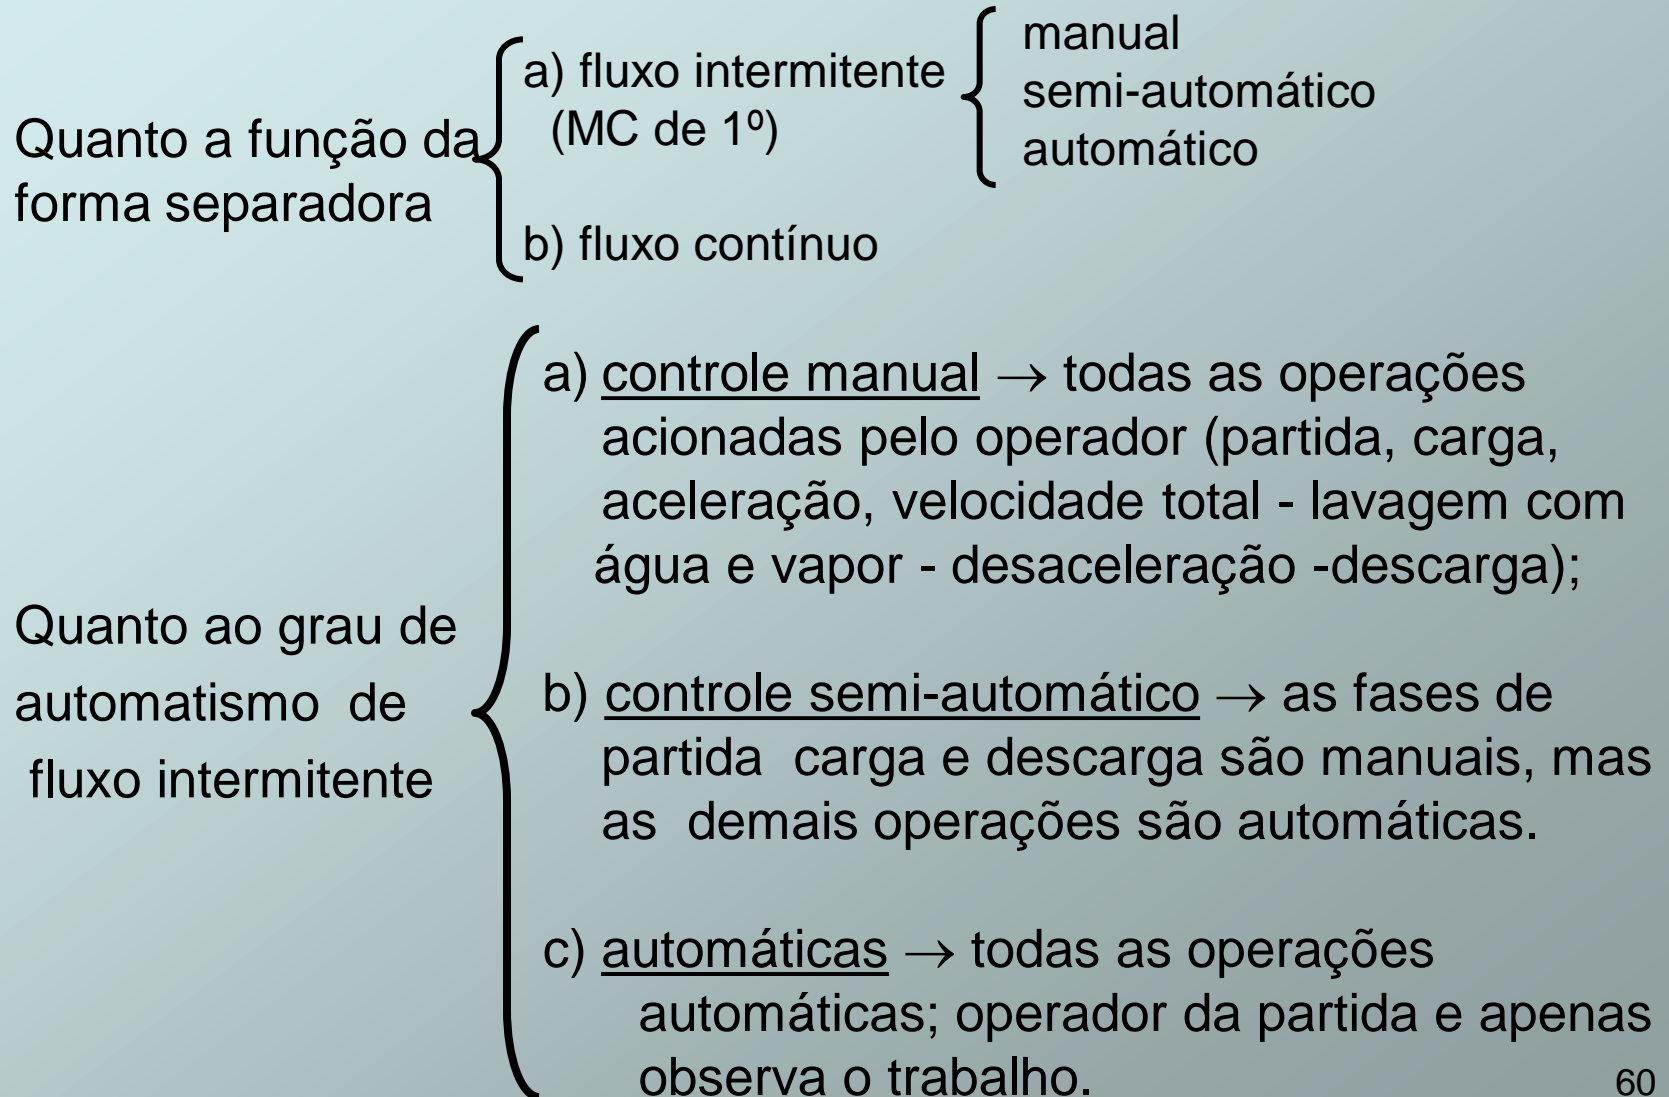 Quanto a função da
forma separadora
a) fluxo intermitente
(MC de 1º)
manual
semi-automático
automático
b) fluxo contínuo
Quanto ao grau de
automatismo de
fluxo intermitente
a) controle manual → todas as operações
acionadas pelo operador (partida, carga,
aceleração, velocidade total - lavagem com
água e vapor - desaceleração -descarga);
b) controle semi-automático → as fases de
partida carga e descarga são manuais, mas
as demais operações são automáticas.
c) automáticas → todas as operações
automáticas; operador da partida e apenas
observa o trabalho.
60